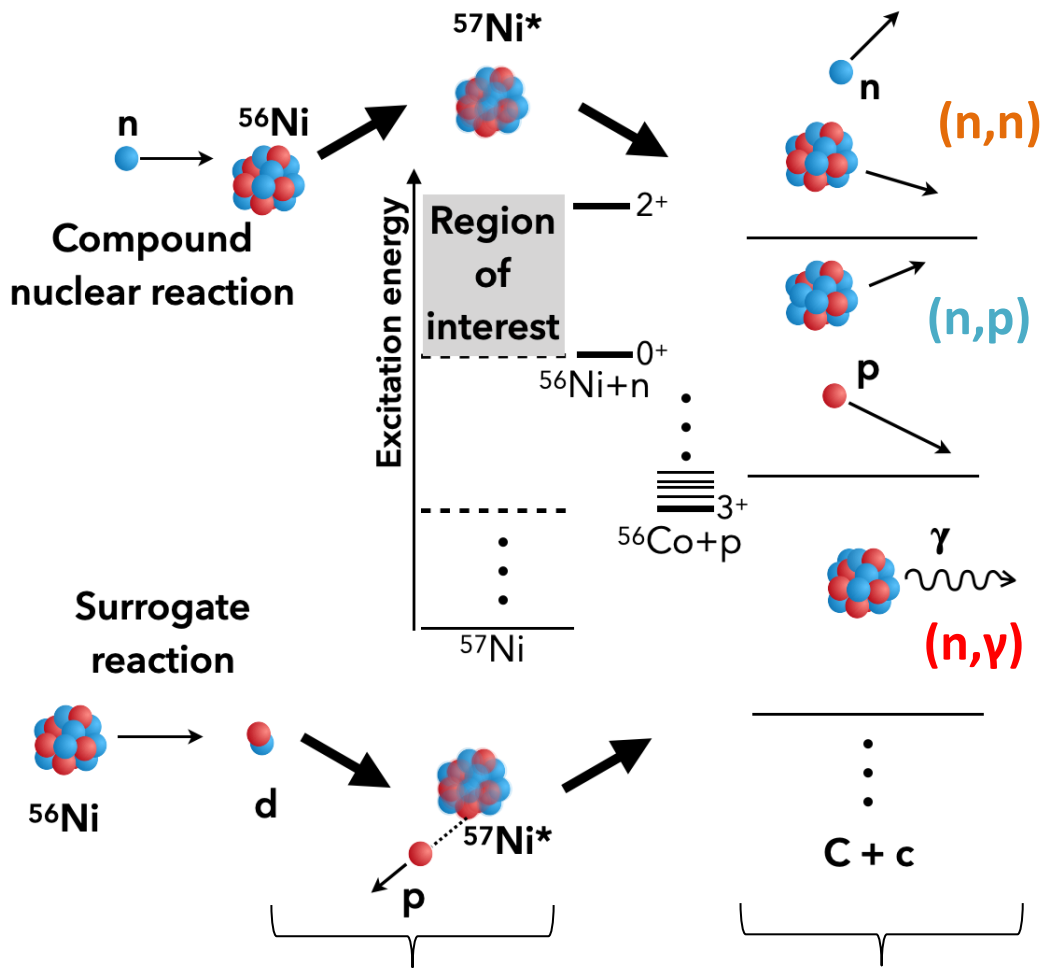 ⁵⁷Ni*
n
⁵⁶Ni
Compound
nuclear reaction
Excitation energy
Region
of
interest
2⁺
0⁺
⁵⁶Ni+n
3⁺
⁵⁶Co+p
⁵⁷Ni
n
(n,n)
(n,p)
p
γ
(n,γ)
C + c
Surrogate
reaction
⁵⁶Ni
d
⁵⁷Ni*
p